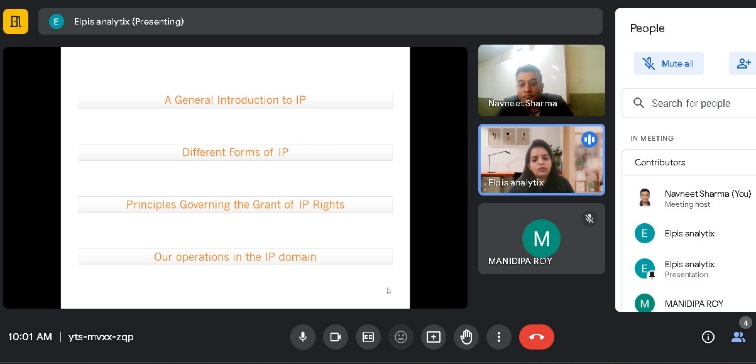 E
Elpis analytix (Presenting)
A General Introduction to IP
Different Forms of IP
Principles Governing the Grant of IP Rights
Our operations in the IP domain
Navneet Sharma
Elpis analytix
M
MANIDIPA ROY
People
Mute all
Search for people
IN MEETING
Contributors
Navneet Sharma (You)
Meeting host
E
Elpis analytix
E
Elpis analytix
Presentation
M
MANIDIPA ROY
10:01 AM | yts-mvxx-zqp
4